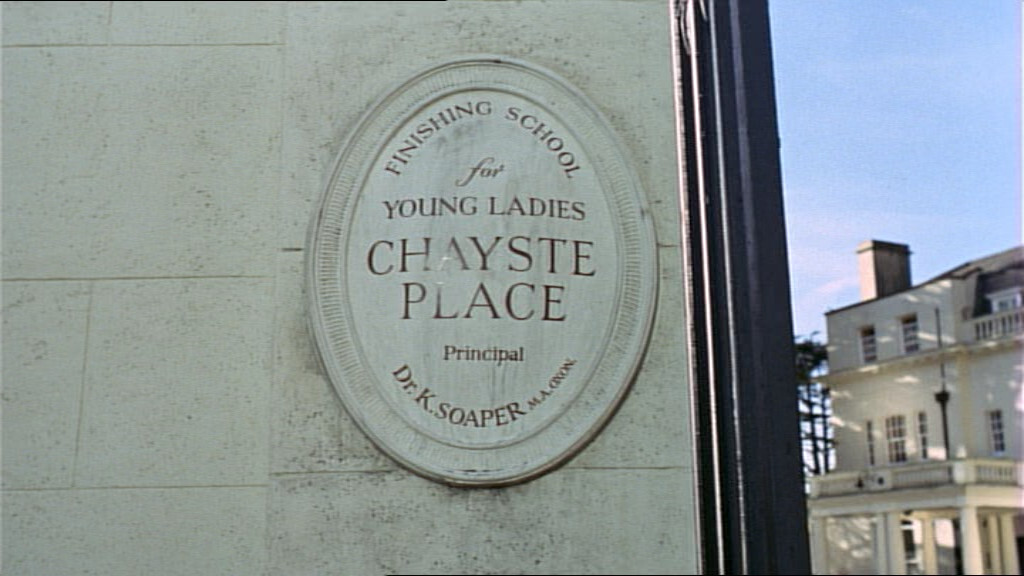 FINISHING SCHOOL
for
YOUNG LADIES
CHAYSTE
PLACE
Principal
Dr. K. SOAPER M.A. OXON.